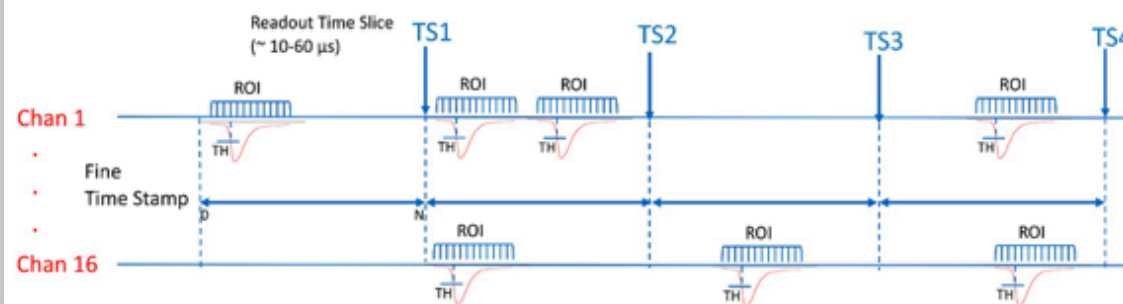 Readout Time Slice
(~ 10-60 µs)
TS1
TS2
TS3
TS4
ROI
ROI
ROI
ROI
Chan 1
TH
TH
TH
TH
.
.
.
Fine
Time Stamp
0
N
ROI
ROI
ROI
Chan 16
TH
TH
TH